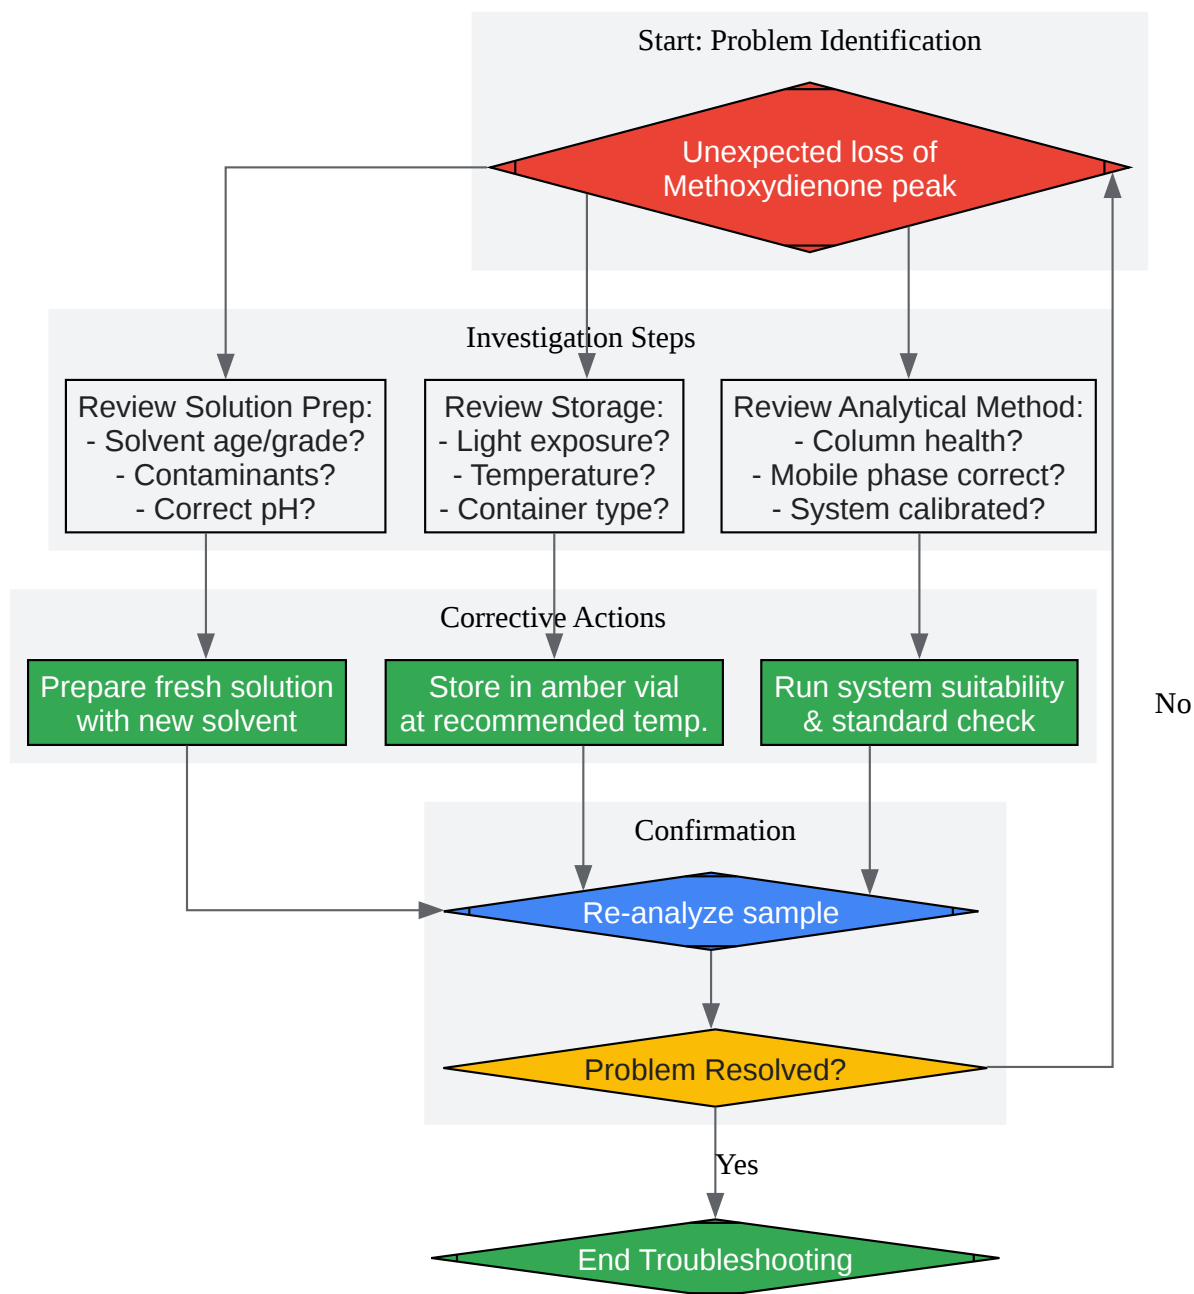 Start: Problem Identification
Unexpected loss of
Methoxydienone peak
Investigation Steps
Review Solution Prep:
- Solvent age/grade?
- Contaminants?
- Correct pH?
Review Storage:
- Light exposure?
- Temperature?
- Container type?
Review Analytical Method:
- Column health?
- Mobile phase correct?
- System calibrated?
Corrective Actions
Prepare fresh solution
with new solvent
Store in amber vial
at recommended temp.
Run system suitability
& standard check
No
Confirmation
Re-analyze sample
Problem Resolved?
Yes
End Troubleshooting